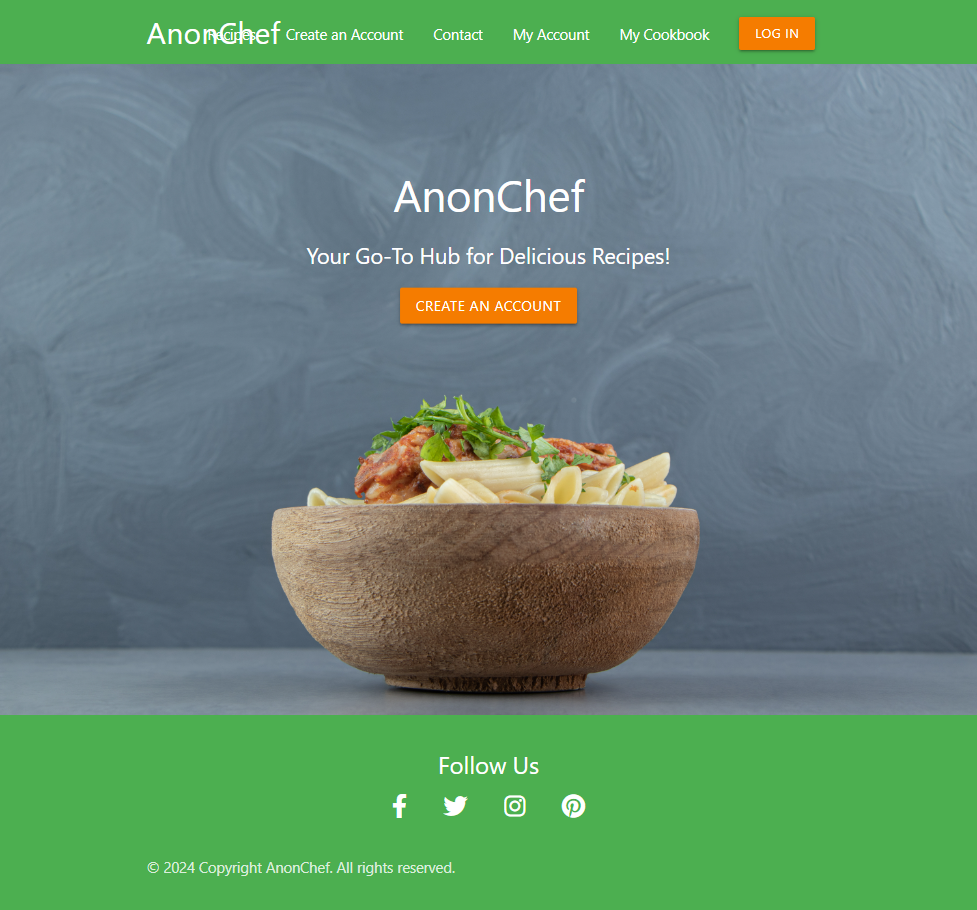 AnonChef Recipes Create an Account Contact My Account My Cookbook LOG IN
AnonChef
Your Go-To Hub for Delicious Recipes!
CREATE AN ACCOUNT
Follow Us
© 2024 Copyright AnonChef. All rights reserved.